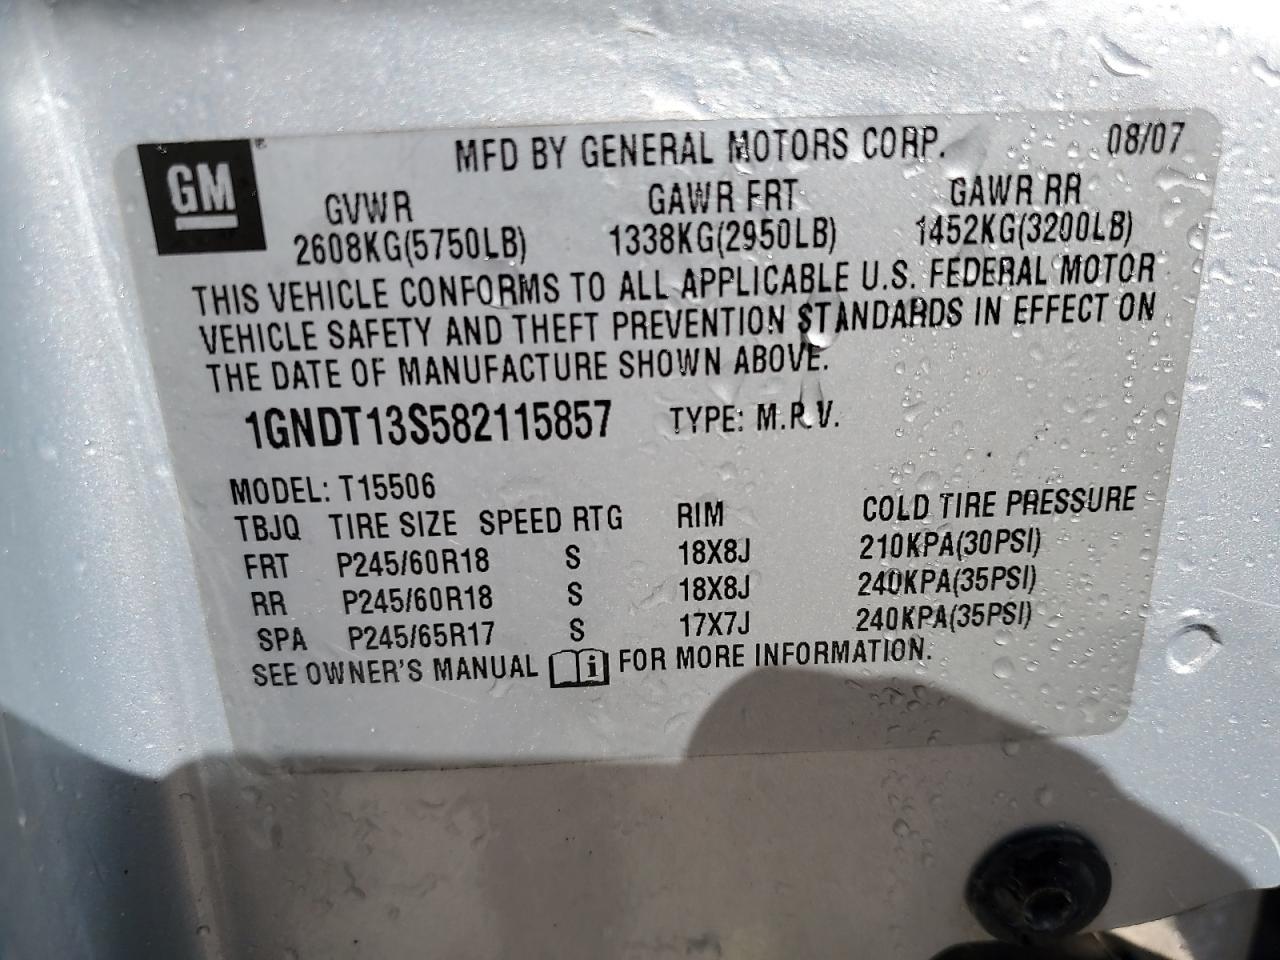 GM®
MFD BY GENERAL MOTORS CORP. 08/07
GVWR GAWR FRT GAWR RR
2608KG(5750LB) 1338KG(2950LB) 1452KG(3200LB)
THIS VEHICLE CONFORMS TO ALL APPLICABLE U.S. FEDERAL MOTOR
VEHICLE SAFETY AND THEFT PREVENTION STANDARDS IN EFFECT ON
THE DATE OF MANUFACTURE SHOWN ABOVE.
1GNDT13S582115857 TYPE: M.P.V.
MODEL: T15506
TBJQ TIRE SIZE SPEED RTG RIM COLD TIRE PRESSURE
FRT P245/60R18 S 18X8J 210KPA(30PSI)
RR P245/60R18 S 18X8J 240KPA(35PSI)
SPA P245/65R17 S 17X7J 240KPA(35PSI)
SEE OWNER'S MANUAL i FOR MORE INFORMATION.